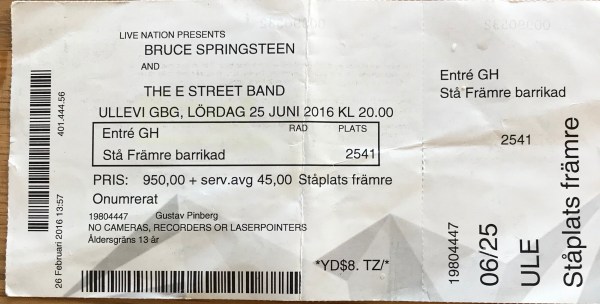 LIVE NATION PRESENTS
BRUCE SPRINGSTEEN
AND
THE E STREET BAND
ULLEVI GBG, LÖRDAG 25 JUNI 2016 KL 20.00
Entré GH RAD PLATS
Stå Främre barrikad 2541
PRIS: 950,00 + serv.avg 45,00 Ståplats främre
Onumrerat
19804447 Gustav Pinberg
NO CAMERAS, RECORDERS OR LASERPOINTERS
Åldersgräns 13 år
*YD$8. TZ/*
401.444.56
26 Februari 2016 13:57
Entré GH
Stå Främre barrikad
2541
19804447
06/25
ULE
Ståplats främre